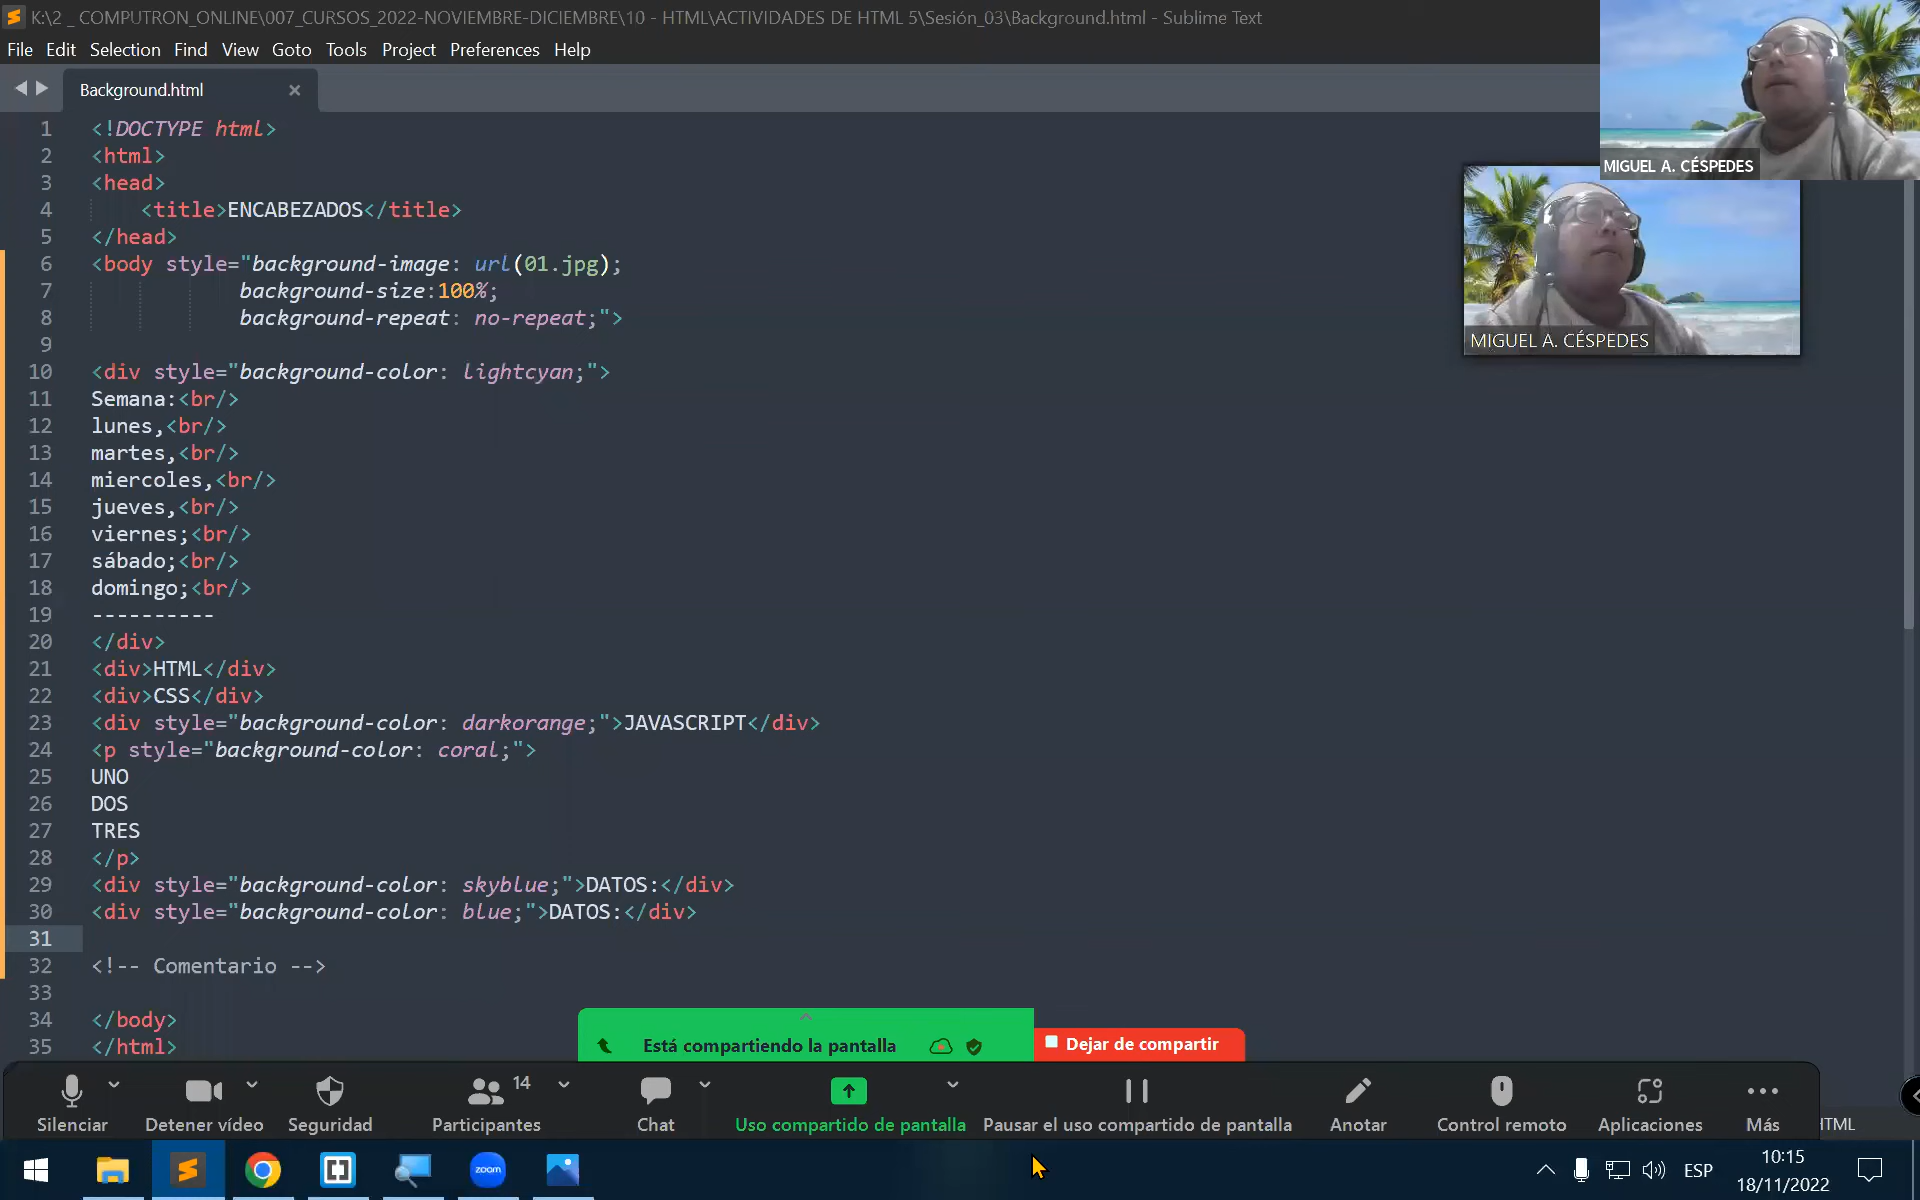 K:\2 _ COMPUTRON_ONLINE\007_CURSOS_2022-NOVIEMBRE-DICIEMBRE\10 - HTML\ACTIVIDADES DE HTML 5\Sesión_03\Background.html - Sublime Text
File Edit Selection Find View Goto Tools Project Preferences Help
MIGUEL A. CÉSPEDES
MIGUEL A. CÉSPEDES
Background.html ×
1 <!DOCTYPE html>
2 <html>
3 <head>
4 <title>ENCABEZADOS</title>
5 </head>
6 <body style="background-image: url(01.jpg);
7 background-size:100%;
8 background-repeat: no-repeat;">
9
10 <div style="background-color: lightcyan;">
11 Semana:<br/>
12 lunes,<br/>
13 martes,<br/>
14 miercoles,<br/>
15 jueves,<br/>
16 viernes;<br/>
17 sábado;<br/>
18 domingo;<br/>
19 ----------
20 </div>
21 <div>HTML</div>
22 <div>CSS</div>
23 <div style="background-color: darkorange;">JAVASCRIPT</div>
24 <p style="background-color: coral;">
25 UNO
26 DOS
27 TRES
28 </p>
29 <div style="background-color: skyblue;">DATOS:</div>
30 <div style="background-color: blue;">DATOS:</div>
31
32 <!-- Comentario -->
33
34 </body>
35 </html>
Está compartiendo la pantalla Dejar de compartir
14
Silenciar Detener vídeo Seguridad Participantes Chat Uso compartido de pantalla Pausar el uso compartido de pantalla Anotar Control remoto Aplicaciones Más HTML
zoom ESP
10:15
18/11/2022